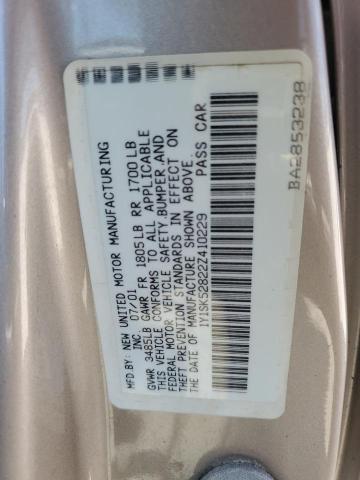 MFD BY: NEW UNITED MOTOR MANUFACTURING
INC. 07/01
GVWR 3485LB GAWR FR 1805LB RR 1700LB
THIS VEHICLE CONFORMS TO ALL APPLICABLE
FEDERAL MOTOR VEHICLE SAFETY, BUMPER, AND
THEFT PREVENTION STANDARDS IN EFFECT ON
THE DATE OF MANUFACTURE SHOWN ABOVE
1Y1SK52822Z410229 PASS CAR
BA2853238